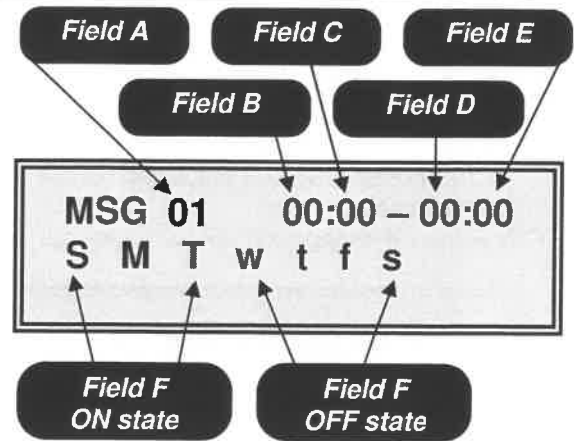 Field A
Field C
Field E
Field B
Field D
MSG 01 00:00 – 00:00
S M T w t f s
Field F
ON state
Field F
OFF state